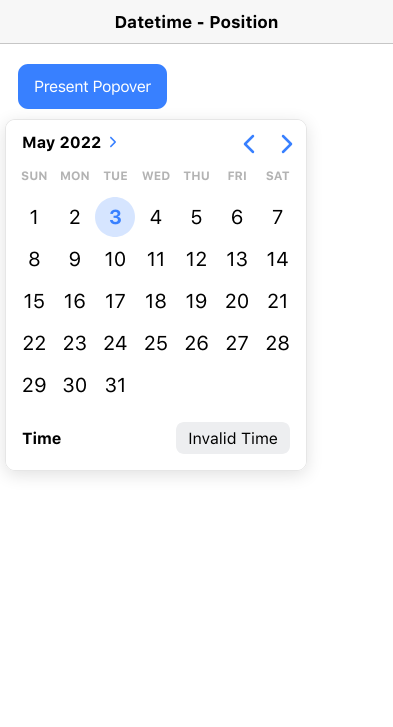 Datetime - Position
Present Popover
May 2022
SUN MON TUE WED THU FRI SAT
1 2 3 4 5 6 7
8 9 10 11 12 13 14
15 16 17 18 19 20 21
22 23 24 25 26 27 28
29 30 31
Time Invalid Time